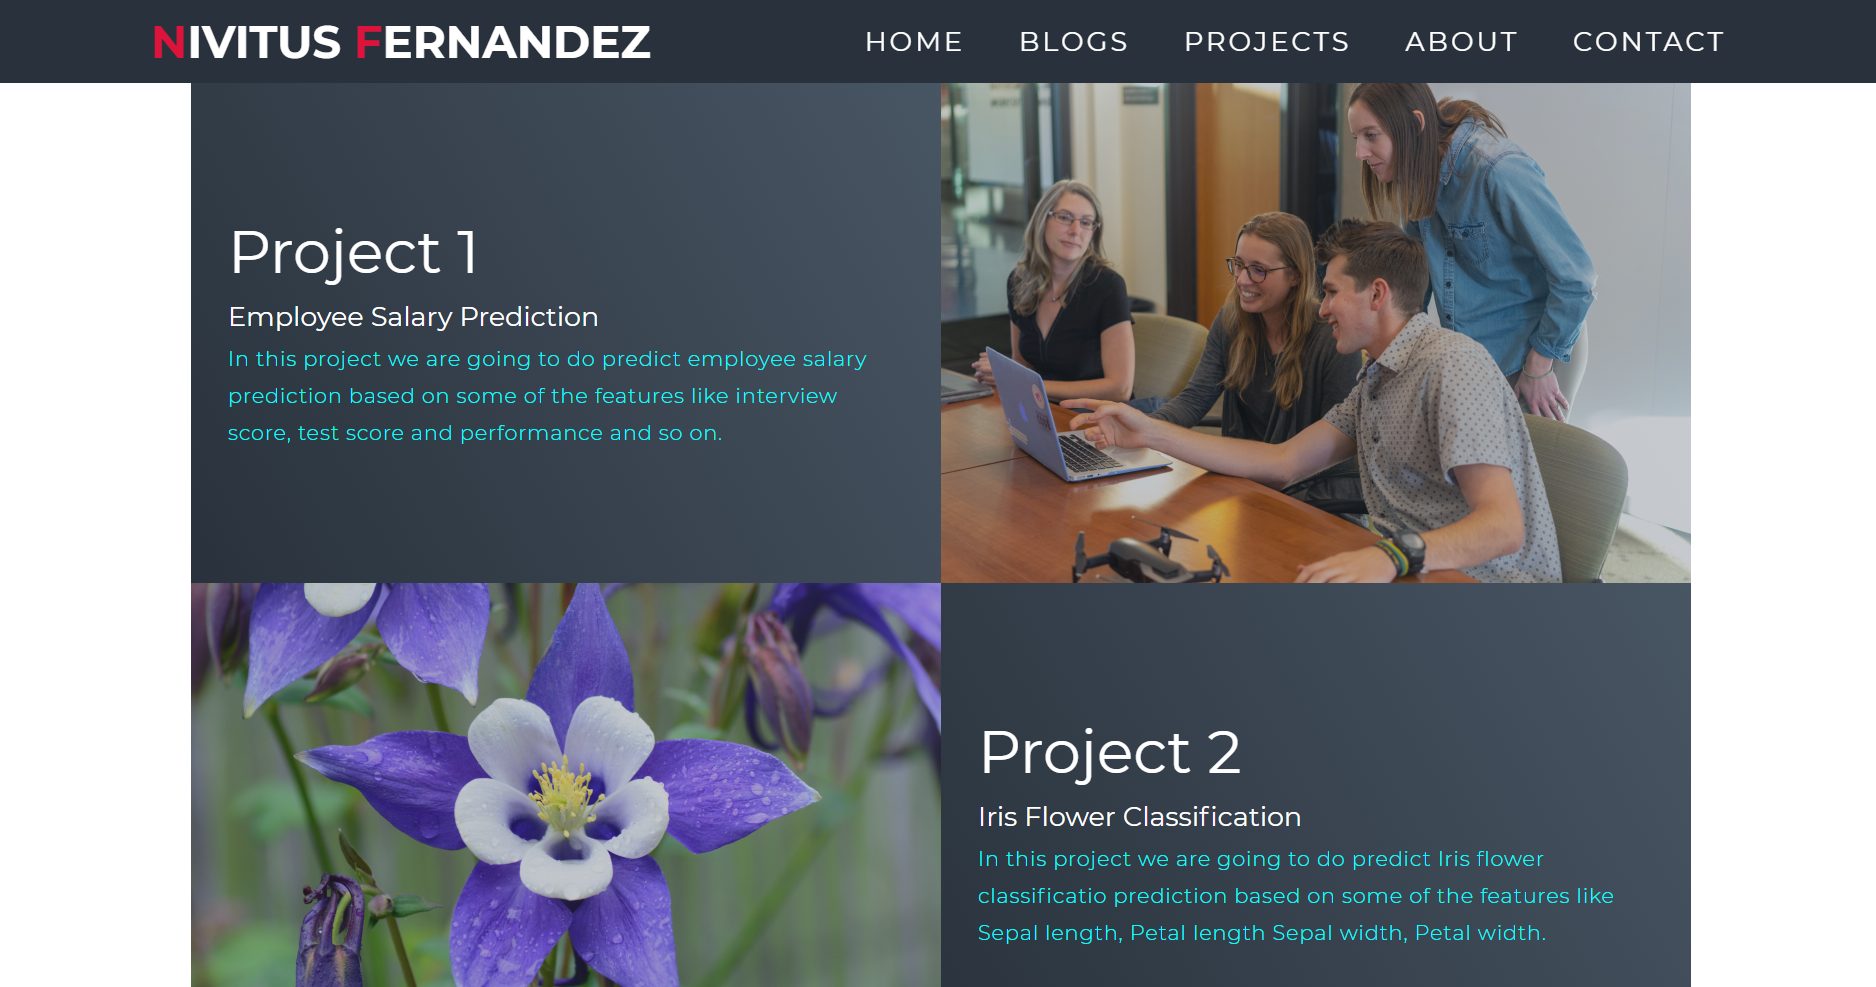 NIVITUS FERNANDEZ HOME BLOGS PROJECTS ABOUT CONTACT
Project 1
Employee Salary Prediction
In this project we are going to do predict employee salary
prediction based on some of the features like interview
score, test score and performance and so on.
Project 2
Iris Flower Classification
In this project we are going to do predict Iris flower
classificatio prediction based on some of the features like
Sepal length, Petal length Sepal width, Petal width.